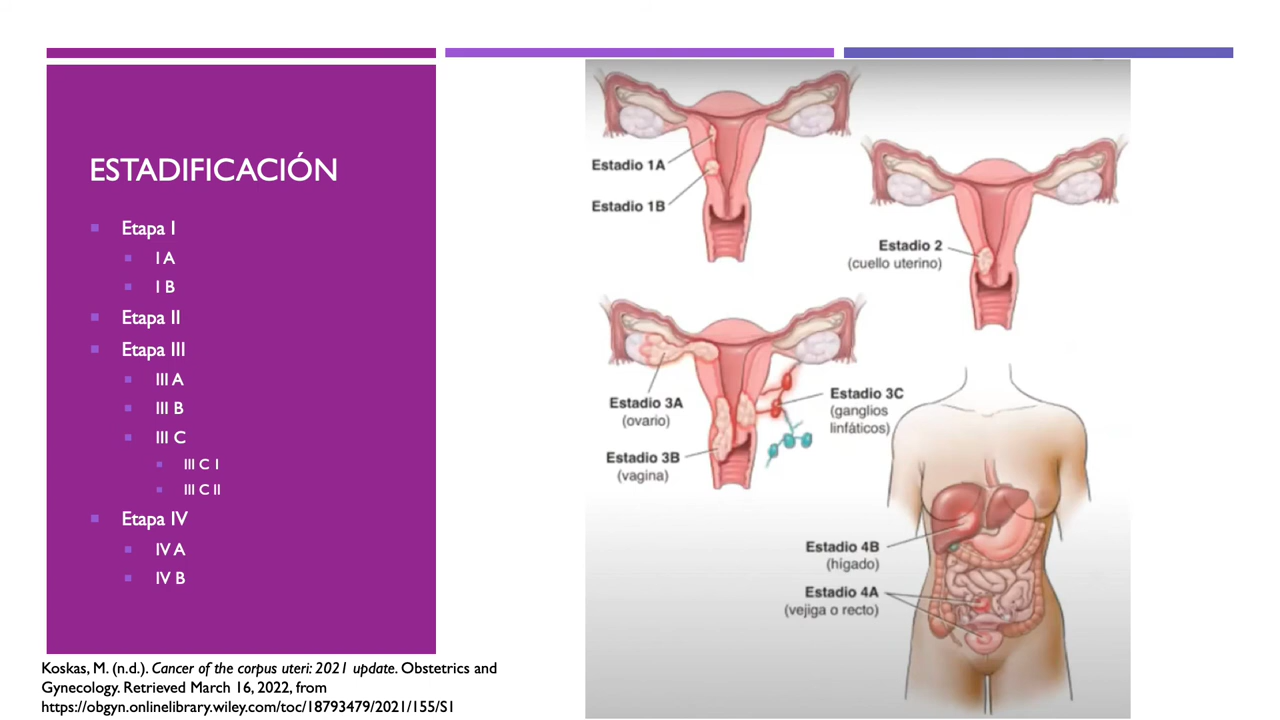 ESTADIFICACIÓN
Etapa I
I A
I B
Etapa II
Etapa III
III A
III B
III C
III C I
III C II
Etapa IV
IV A
IV B
Koskas, M. (n.d.). Cancer of the corpus uteri: 2021 update. Obstetrics and
Gynecology. Retrieved March 16, 2022, from
https://obgyn.onlinelibrary.wiley.com/toc/18793479/2021/155/S1
Estadio 1A
Estadio 1B
Estadio 2
(cuello uterino)
Estadio 3A
(ovario)
Estadio 3B
(vagina)
Estadio 3C
(ganglios
linfáticos)
Estadio 4B
(hígado)
Estadio 4A
(vejiga o recto)